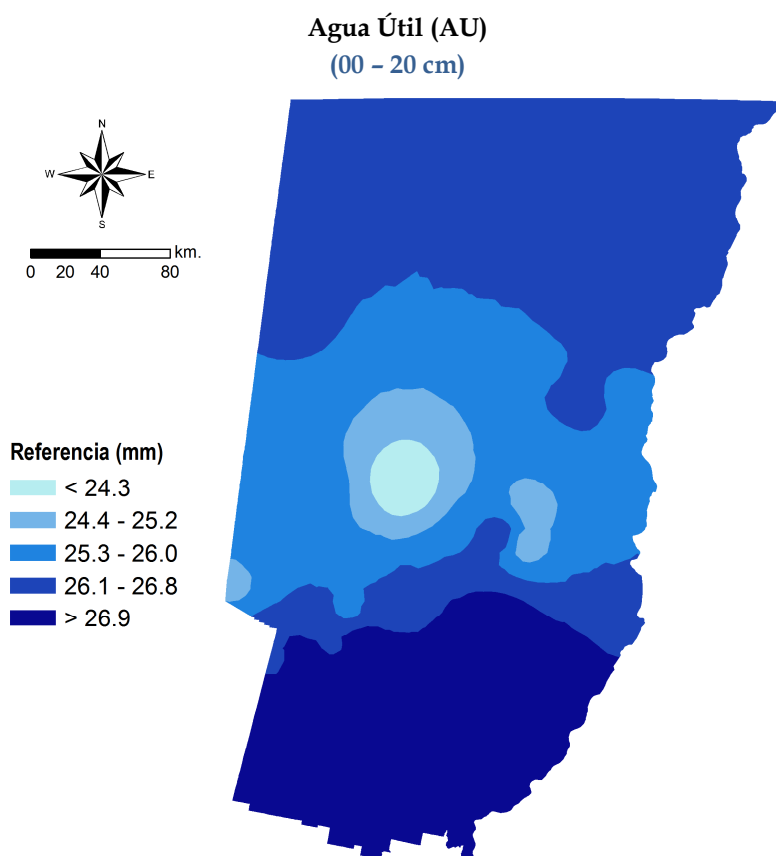 Agua Útil (AU)
(00 – 20 cm)
N
W E
S
km.
0 20 40 80
Referencia (mm)
< 24.3
24.4 - 25.2
25.3 - 26.0
26.1 - 26.8
> 26.9